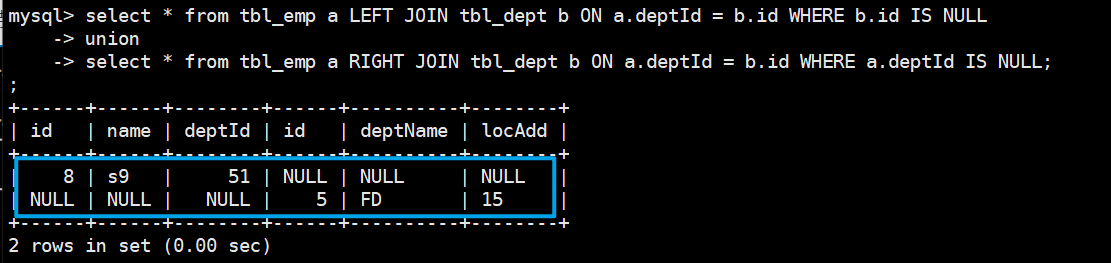 mysql> select * from tbl_emp a LEFT JOIN tbl_dept b ON a.deptId = b.id WHERE b.id IS NULL
    -> union
    -> select * from tbl_emp a RIGHT JOIN tbl_dept b ON a.deptId = b.id WHERE a.deptId IS NULL;
;
+------+------+--------+------+----------+--------+
| id   | name | deptId | id   | deptName | locAdd |
+------+------+--------+------+----------+--------+
|    8 | s9   |     51 | NULL | NULL     | NULL   |
| NULL | NULL |   NULL |    5 | FD       | 15     |
+------+------+--------+------+----------+--------+
2 rows in set (0.00 sec)